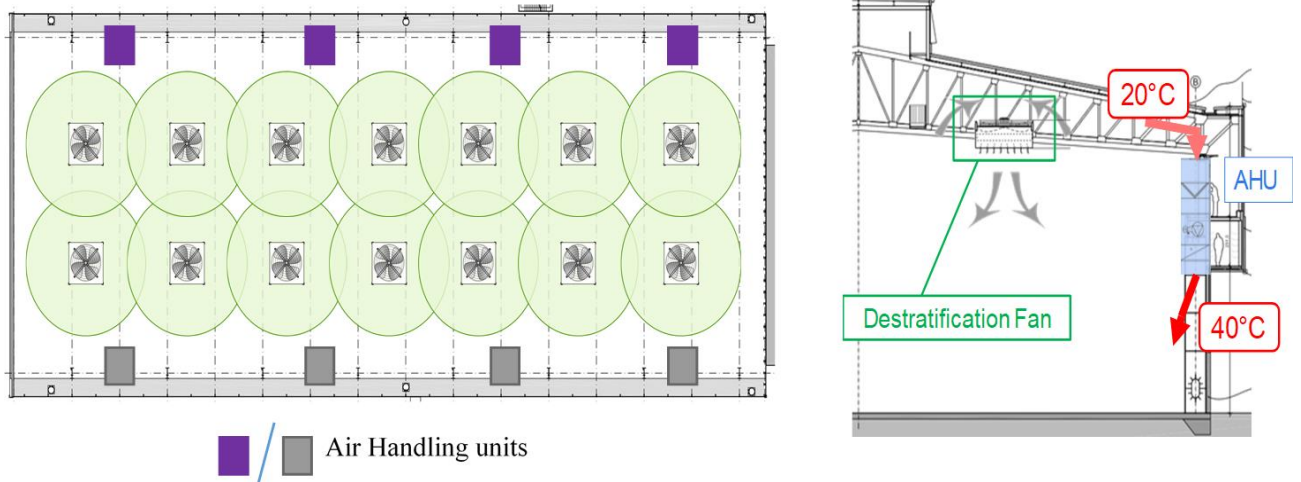 Air Handling units
20°C
B
AHU
Destratification Fan
40°C